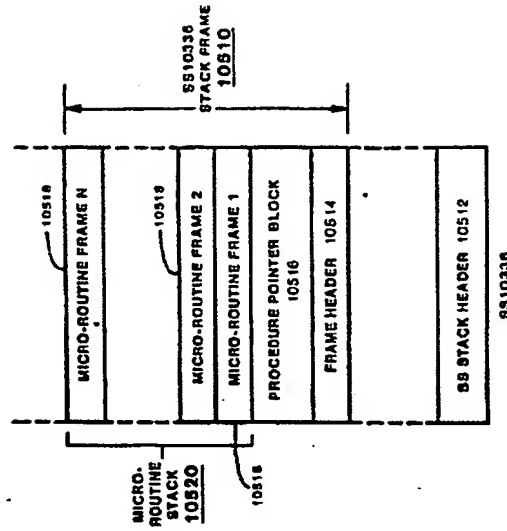 SS10336
STACK FRAME
10510
10518
MICRO-ROUTINE FRAME N
10518
MICRO-ROUTINE FRAME 2
MICRO-ROUTINE FRAME 1
PROCEDURE POINTER BLOCK
10516
FRAME HEADER 10514
SS STACK HEADER 10512
SS10336
MICRO-
ROUTINE
STACK
10520
10518